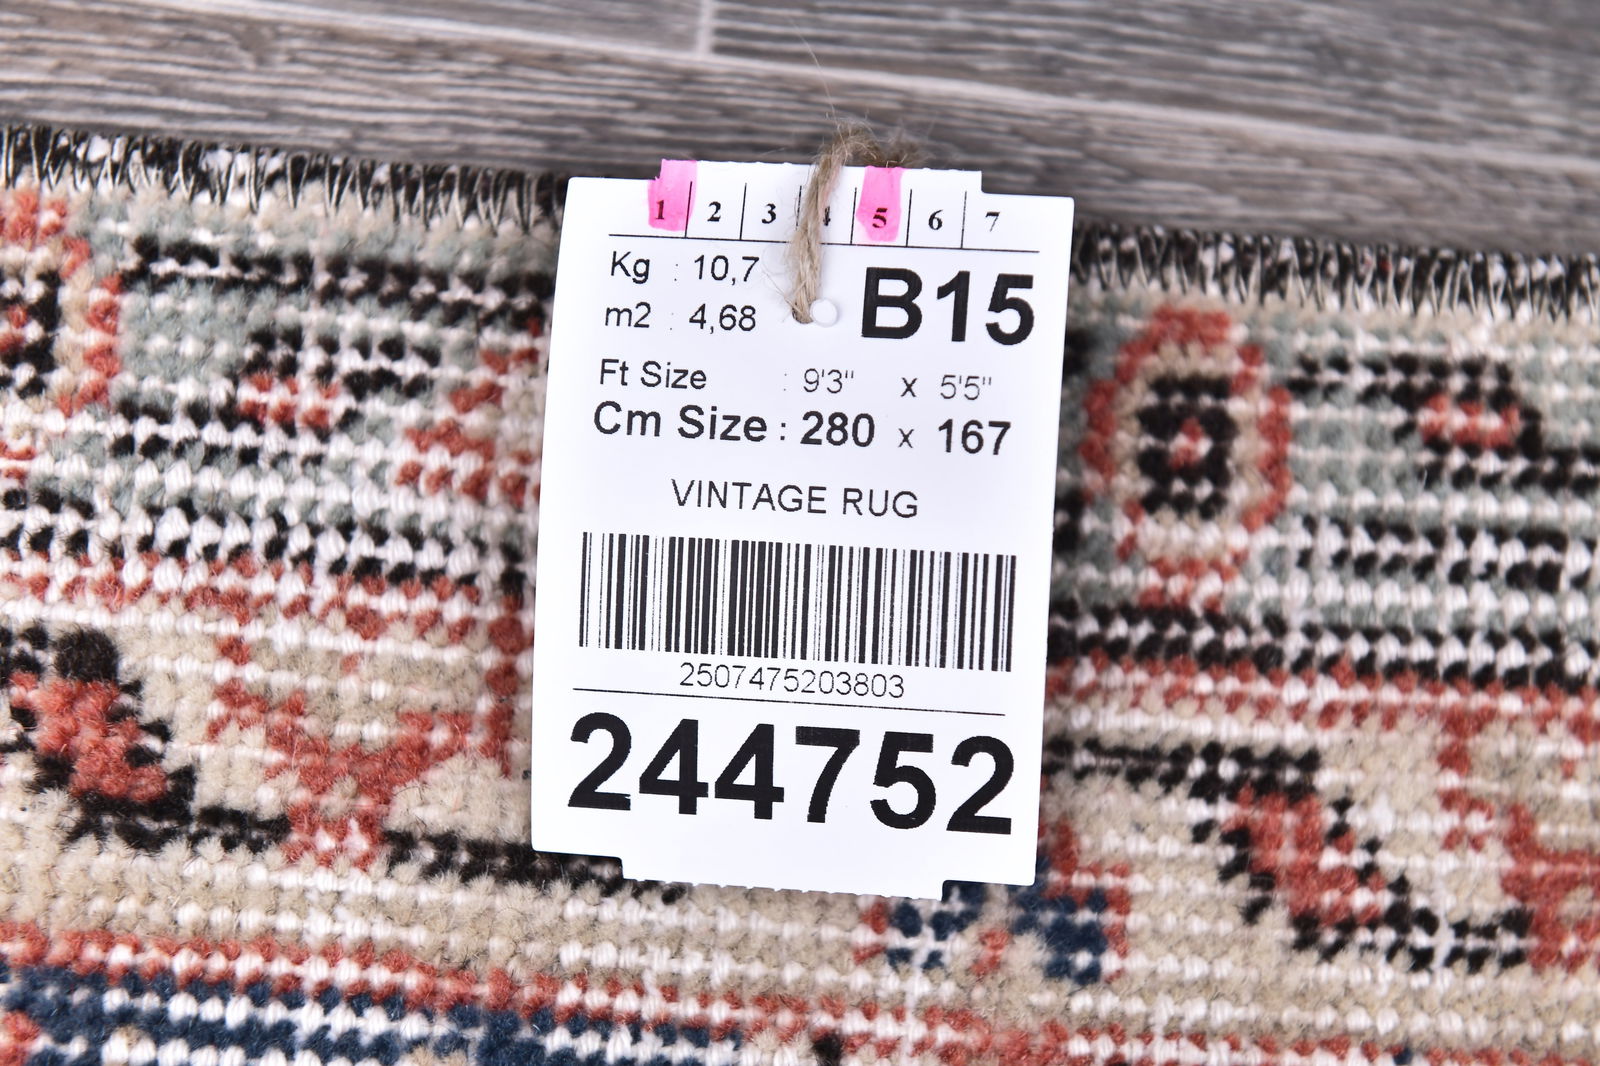 1 2 3 4 5 6 7
Kg : 10,7
m2 : 4,68
B15
Ft Size : 9'3" x 5'5"
Cm Size : 280 x 167
VINTAGE RUG
2507475203803
244752